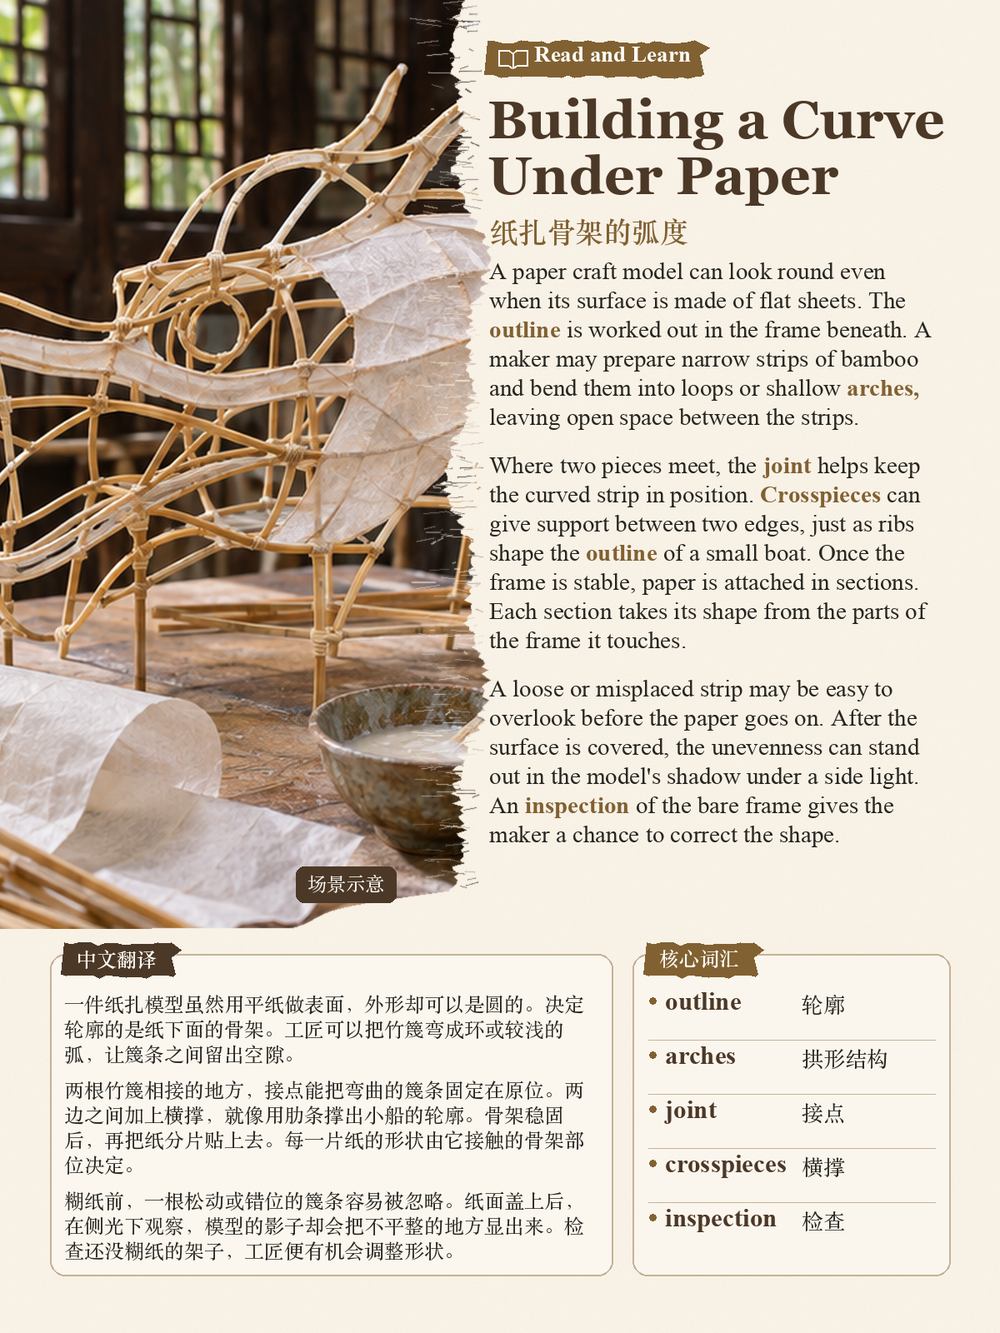 Read and Learn
Building a Curve
Under Paper
纸扎骨架的弧度
A paper craft model can look round even
when its surface is made of flat sheets. The
outline is worked out in the frame beneath. A
maker may prepare narrow strips of bamboo
and bend them into loops or shallow arches,
leaving open space between the strips.
Where two pieces meet, the joint helps keep
the curved strip in position. Crosspieces can
give support between two edges, just as ribs
shape the outline of a small boat. Once the
frame is stable, paper is attached in sections.
Each section takes its shape from the parts of
the frame it touches.
A loose or misplaced strip may be easy to
overlook before the paper goes on. After the
surface is covered, the unevenness can stand
out in the model's shadow under a side light.
An inspection of the bare frame gives the
maker a chance to correct the shape.
场景示意
中文翻译
一件纸扎模型虽然用平纸做表面，外形却可以是圆的。决定
轮廓的是纸下面的骨架。工匠可以把竹篾弯成环或较浅的
弧，让篾条之间留出空隙。
两根竹篾相接的地方，接点能把弯曲的篾条固定在原位。两
边之间加上横撑，就像用肋条撑出小船的轮廓。骨架稳固
后，再把纸分片贴上去。每一片纸的形状由它接触的骨架部
位决定。
糊纸前，一根松动或错位的篾条容易被忽略。纸面盖上后，
在侧光下观察，模型的影子却会把不平整的地方显出来。检
查还没糊纸的架子，工匠便有机会调整形状。
核心词汇
outline 轮廓
arches 拱形结构
joint 接点
crosspieces 横撑
inspection 检查